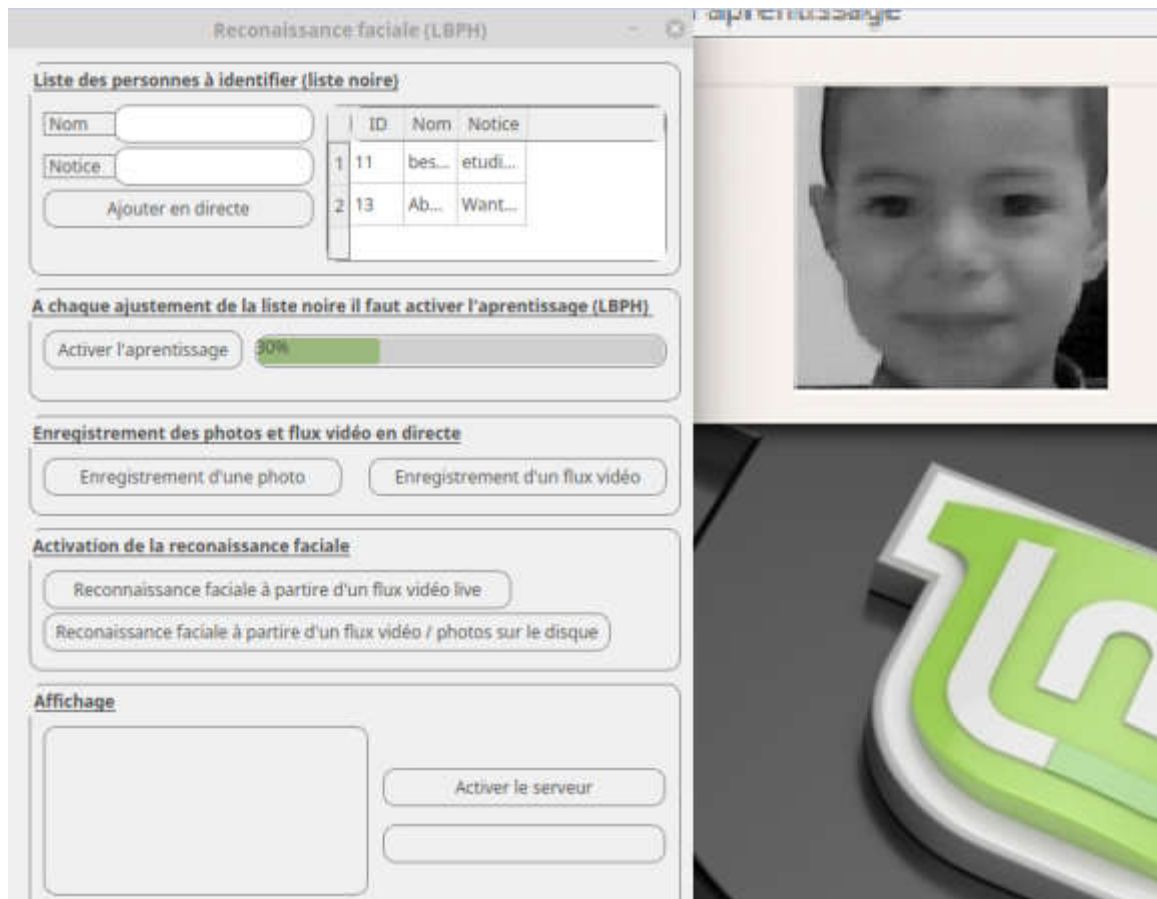 Reconaissance faciale (LBPH)
aprentissage
Liste des personnes à identifier (liste noire)
Nom
Notice
Ajouter en directe
ID Nom Notice
1 11 bes... etudi...
2 13 Ab... Want...
A chaque ajustement de la liste noire il faut activer l'aprentissage (LBPH)
Activer l'aprentissage
30%
Enregistrement des photos et flux vidéo en directe
Enregistrement d'une photo
Enregistrement d'un flux vidéo
Activation de la reconaissance faciale
Reconnaissance faciale à partire d'un flux vidéo live
Reconaissance faciale à partire d'un flux vidéo / photos sur le disque
Affichage
Activer le serveur